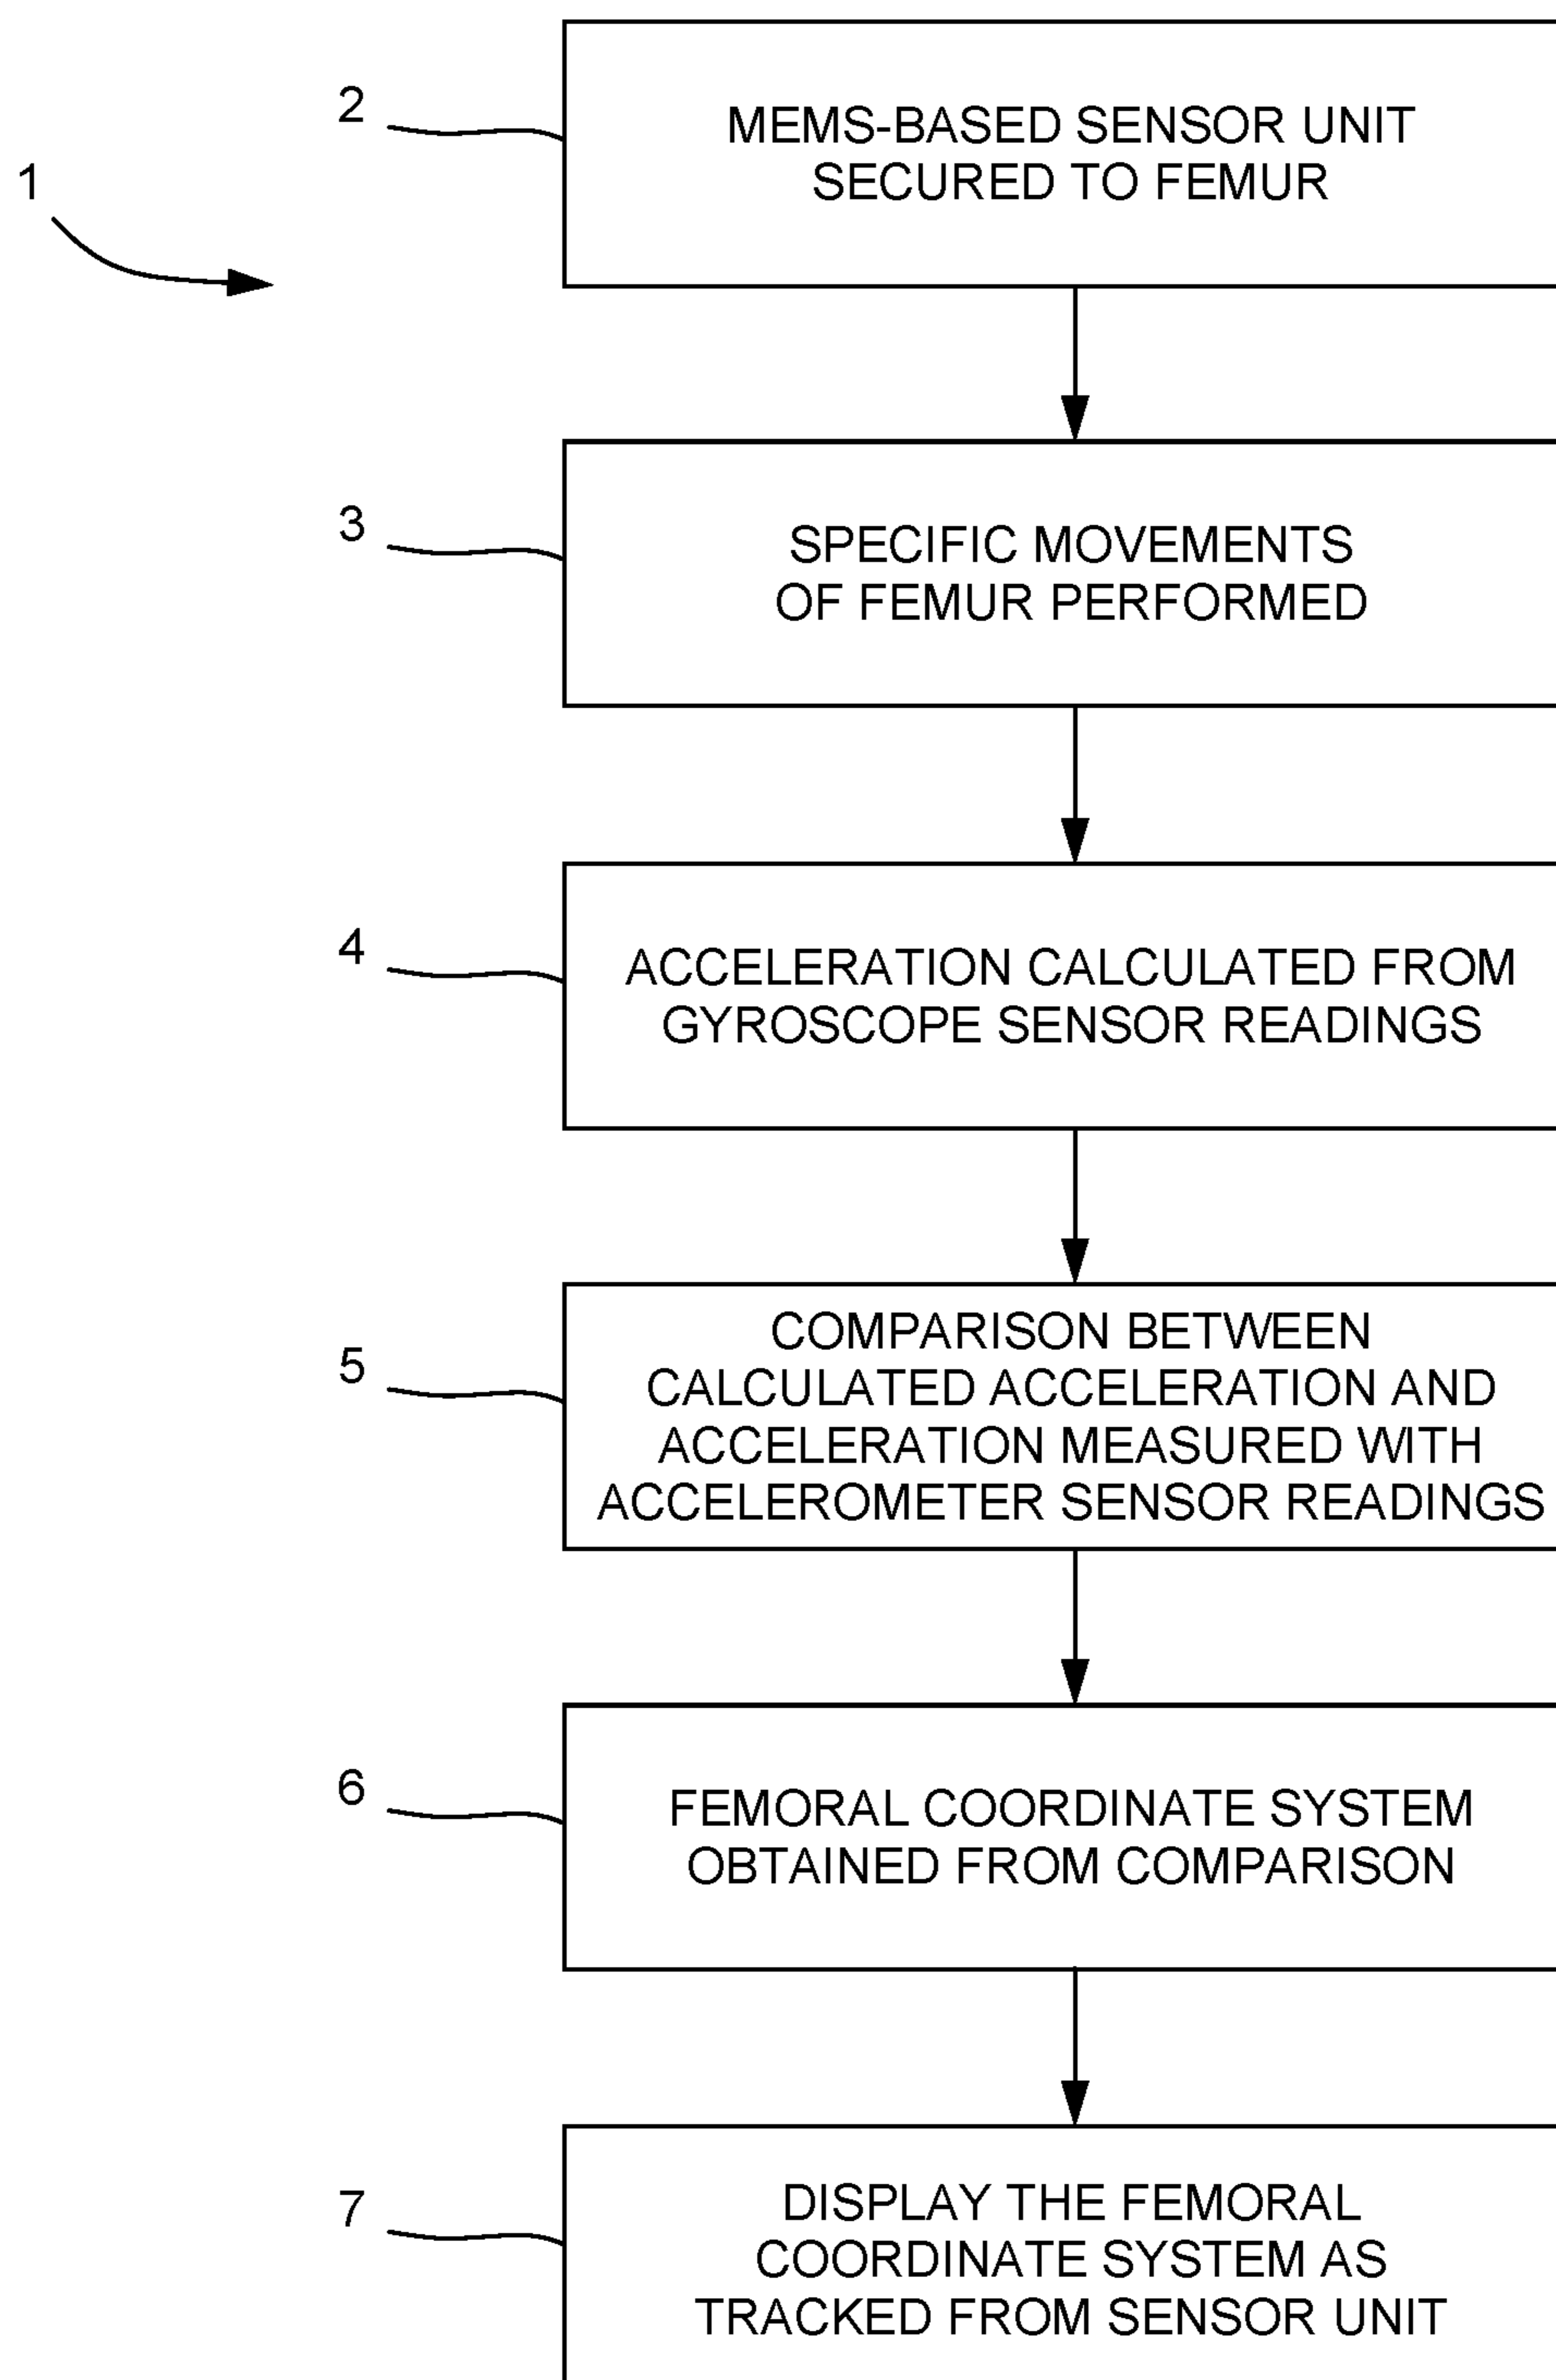 1
2
MEMS-BASED SENSOR UNIT
SECURED TO FEMUR
3
SPECIFIC MOVEMENTS
OF FEMUR PERFORMED
4
ACCELERATION CALCULATED FROM
GYROSCOPE SENSOR READINGS
5
COMPARISON BETWEEN
CALCULATED ACCELERATION AND
ACCELERATION MEASURED WITH
ACCELEROMETER SENSOR READINGS
6
FEMORAL COORDINATE SYSTEM
OBTAINED FROM COMPARISON
7
DISPLAY THE FEMORAL
COORDINATE SYSTEM AS
TRACKED FROM SENSOR UNIT